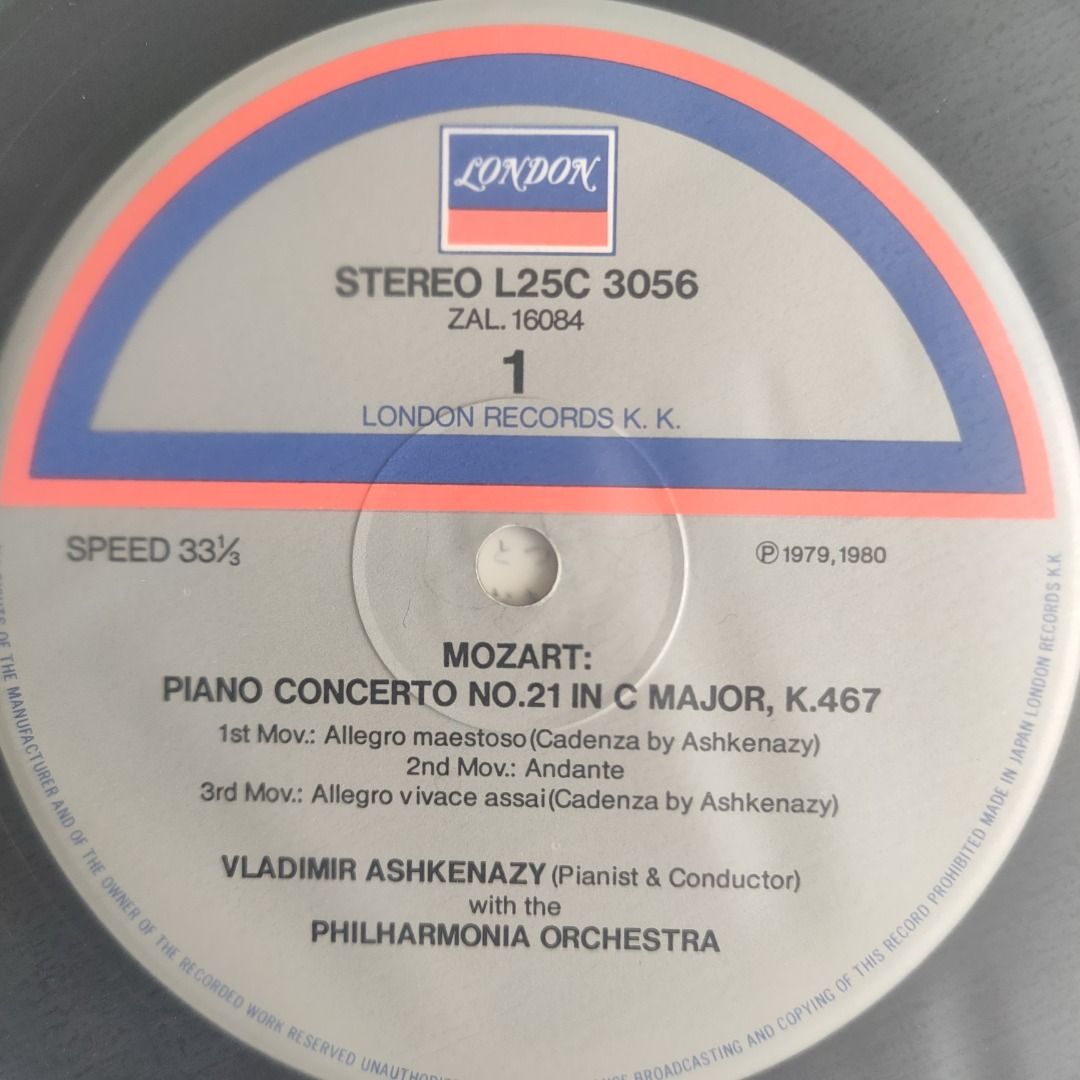 LONDON
STEREO L25C 3056
ZAL. 16084
1
LONDON RECORDS K. K.
SPEED 33⅓
℗ 1979, 1980
MOZART:
PIANO CONCERTO NO.21 IN C MAJOR, K.467
1st Mov.: Allegro maestoso (Cadenza by Ashkenazy)
2nd Mov.: Andante
3rd Mov.: Allegro vivace assai (Cadenza by Ashkenazy)
VLADIMIR ASHKENAZY (Pianist & Conductor)
with the
PHILHARMONIA ORCHESTRA
OF THE MANUFACTURER AND OF THE OWNER OF THE RECORDED WORK RESERVED
BROADCASTING AND COPYING OF THIS RECORD PROHIBITED MADE IN JAPAN LONDON RECORDS K.K.